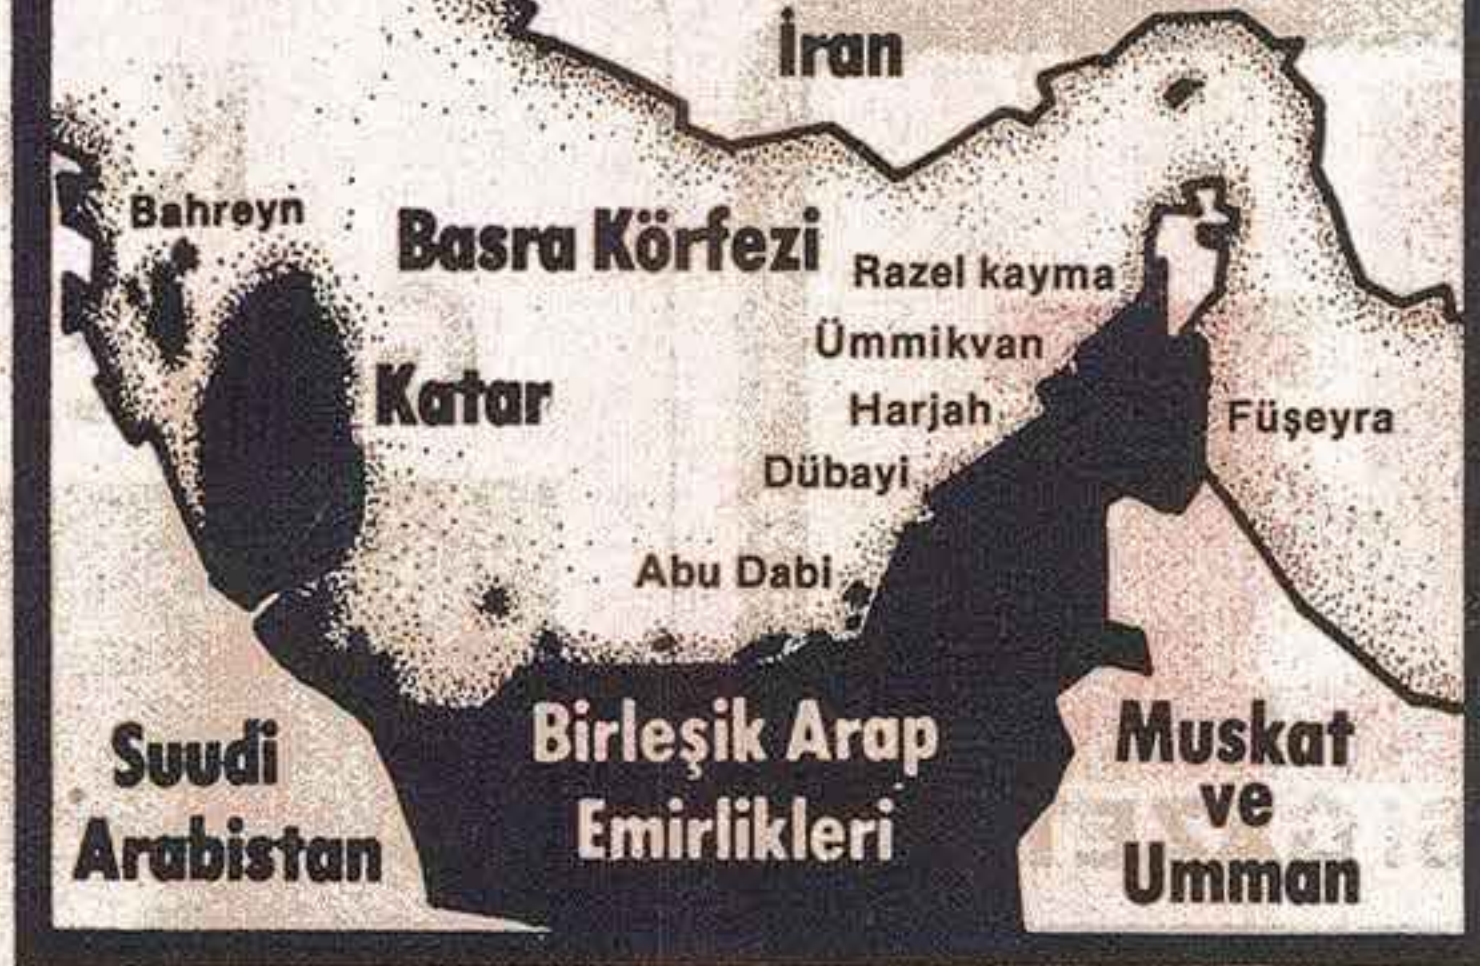 İran
Bahreyn
Basra Körfezi
Razel kayma
Ümmikvan
Katar
Harjah
Füşeyra
Dübayi
Abu Dabi
Birleşik Arap
Emirlikleri
Suudi
Arabistan
Muskat
ve
Umman